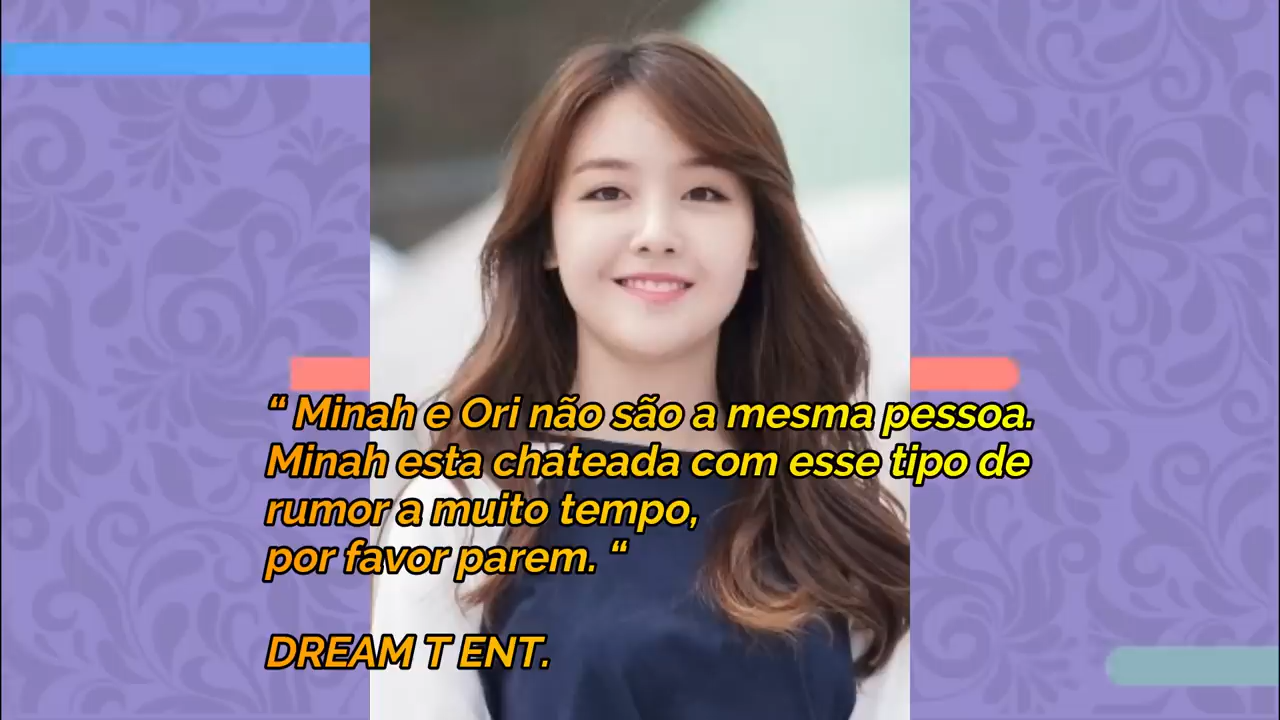 “ Minah e Ori não são a mesma pessoa.
Minah esta chateada com esse tipo de
rumor a muito tempo,
por favor parem. “
DREAM T ENT.